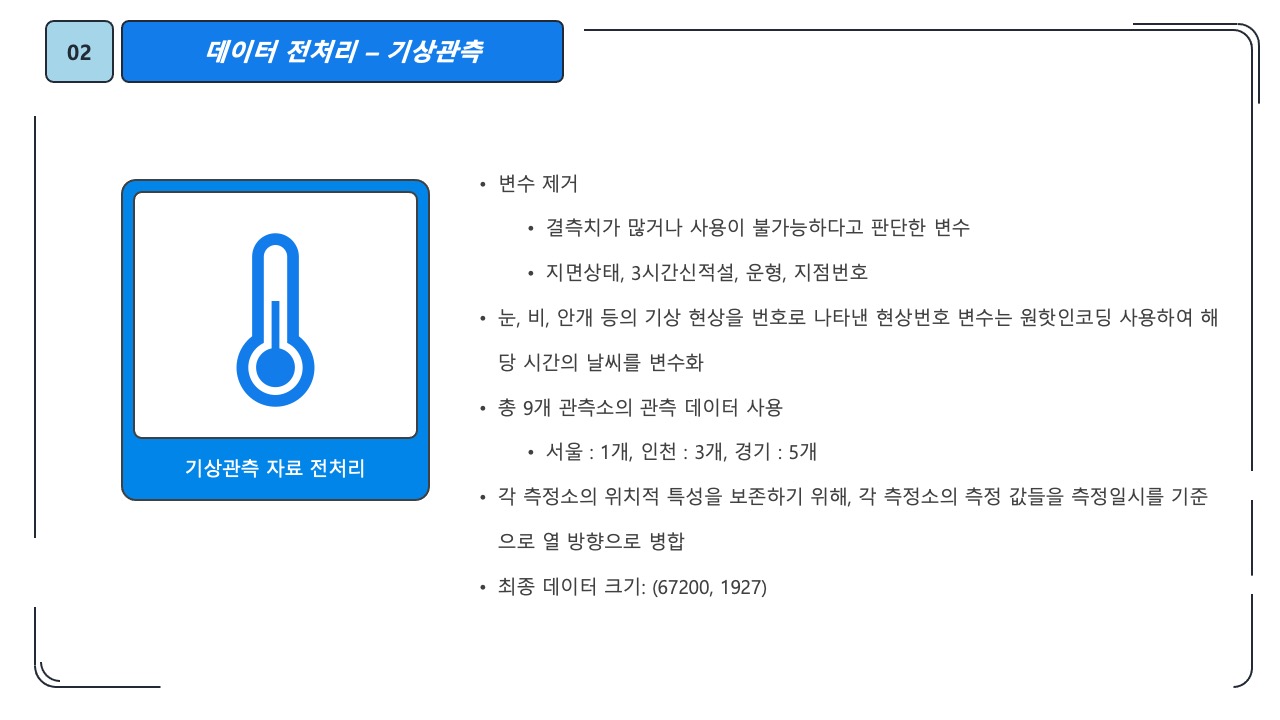 02
데이터 전처리 – 기상관측
기상관측 자료 전처리
• 변수 제거
• 결측치가 많거나 사용이 불가능하다고 판단한 변수
• 지면상태, 3시간신적설, 운형, 지점번호
• 눈, 비, 안개 등의 기상 현상을 번호로 나타낸 현상번호 변수는 원핫인코딩 사용하여 해
당 시간의 날씨를 변수화
• 총 9개 관측소의 관측 데이터 사용
• 서울 : 1개, 인천 : 3개, 경기 : 5개
• 각 측정소의 위치적 특성을 보존하기 위해, 각 측정소의 측정 값들을 측정일시를 기준
으로 열 방향으로 병합
• 최종 데이터 크기: (67200, 1927)